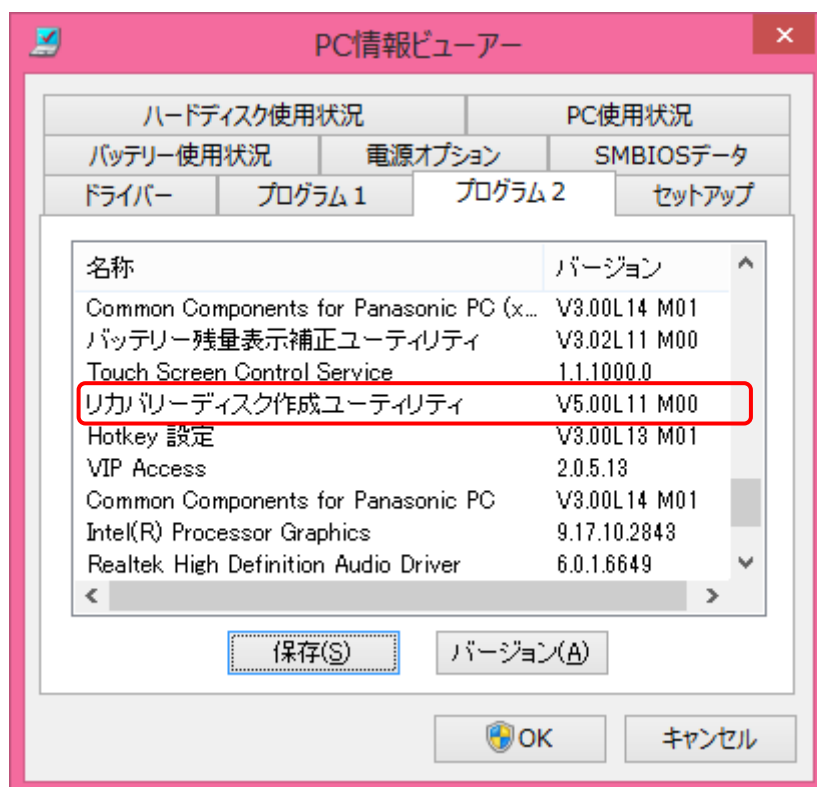 PC情報ビューアー
ハードディスク使用状況 PC使用状況
バッテリー使用状況 電源オプション SMBIOSデータ
ドライバー プログラム 1 プログラム 2 セットアップ
名称 バージョン
Common Components for Panasonic PC (x... V3.00L14 M01
バッテリー残量表示補正ユーティリティ V3.02L11 M00
Touch Screen Control Service 1.1.1000.0
リカバリーディスク作成ユーティリティ V5.00L11 M00
Hotkey 設定 V3.00L13 M01
VIP Access 2.0.5.13
Common Components for Panasonic PC V3.00L14 M01
Intel(R) Processor Graphics 9.17.10.2843
Realtek High Definition Audio Driver 6.0.1.6649
保存(S) バージョン(A)
OK キャンセル